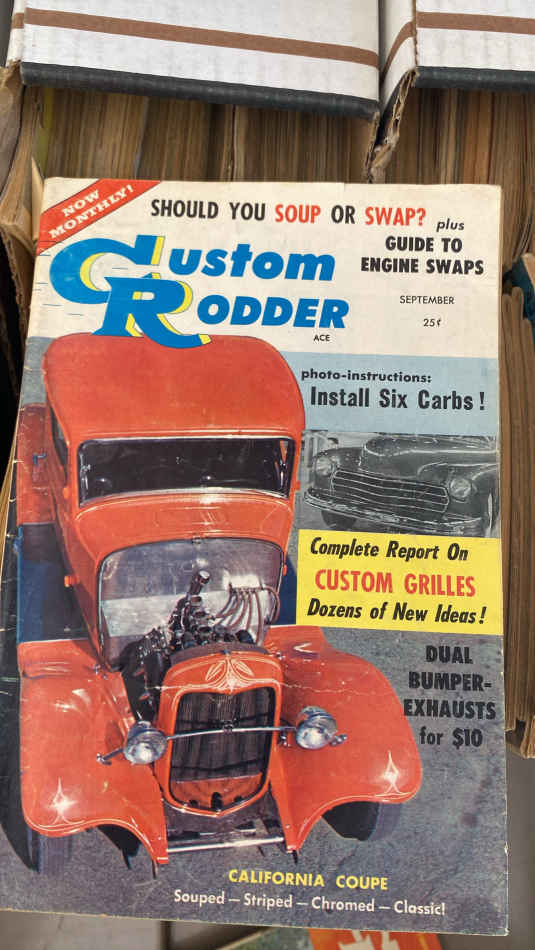 NOW
MONTHLY!
SHOULD YOU SOUP OR SWAP? plus
GUIDE TO
ENGINE SWAPS
Custom
RODDER
ACE
SEPTEMBER
25¢
photo-instructions:
Install Six Carbs!
Complete Report On
CUSTOM GRILLES
Dozens of New Ideas!
DUAL
BUMPER-
EXHAUSTS
for $10
CALIFORNIA COUPE
Souped — Striped — Chromed — Classic!